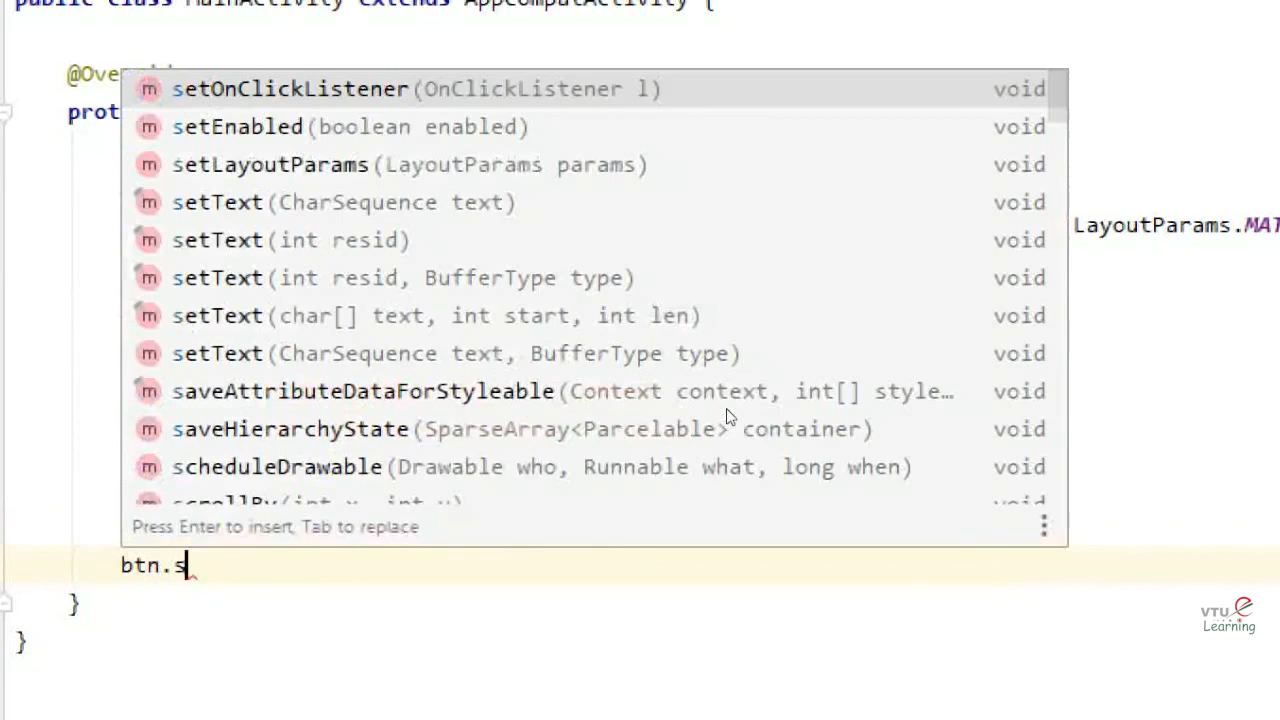 public class MainActivity extends AppCompatActivity {
@Ove
prot
setOnClickListener(OnClickListener l) void
setEnabled(boolean enabled) void
setLayoutParams(LayoutParams params) void
setText(CharSequence text) void
LayoutParams.MAT
setText(int resid) void
setText(int resid, BufferType type) void
setText(char[] text, int start, int len) void
setText(CharSequence text, BufferType type) void
saveAttributeDataForStyleable(Context context, int[] style… void
saveHierarchyState(SparseArray<Parcelable> container) void
scheduleDrawable(Drawable who, Runnable what, long when) void
scrollBy(int x, int y) void
Press Enter to insert, Tab to replace
btn.s
}
}
VTU e
Learning